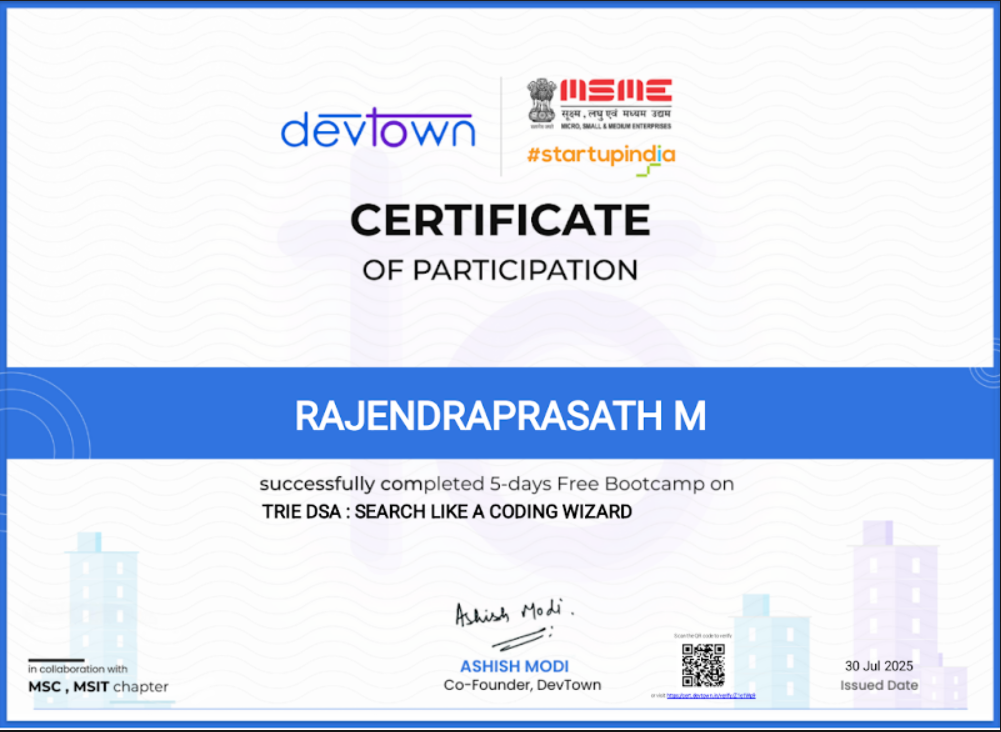 devtown
MSME
सूक्ष्म, लघु एवं मध्यम उद्यम
MICRO, SMALL & MEDIUM ENTERPRISES
#startupindia
CERTIFICATE
OF PARTICIPATION
RAJENDRAPRASATH M
successfully completed 5-days Free Bootcamp on
TRIE DSA : SEARCH LIKE A CODING WIZARD
Ashish Modi.
ASHISH MODI
Co-Founder, DevTown
in collaboration with
MSC , MSIT chapter
Scan the QR code to verify
or visit
30 Jul 2025
Issued Date